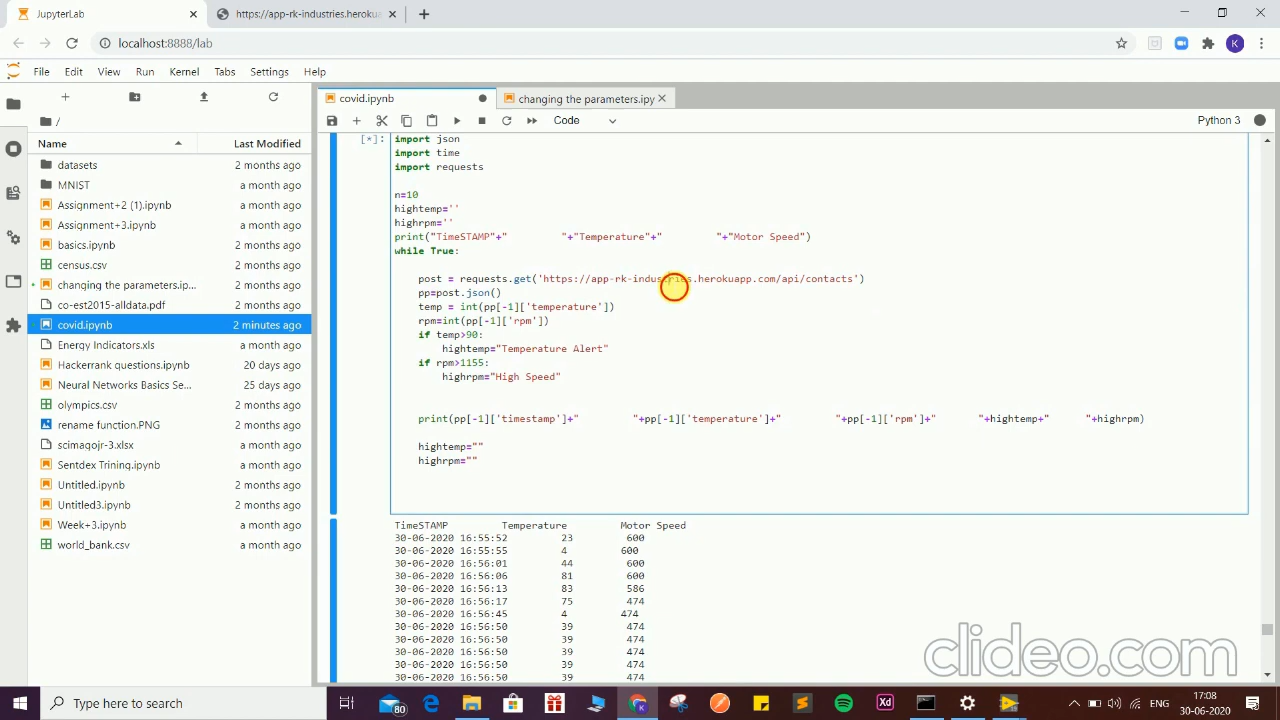 JupyterLab
https://app-rk-industries.heroku
localhost:8888/lab
K
File Edit View Run Kernel Tabs Settings Help
covid.ipynb
changing the parameters.ipy
/
Code
Python 3
Name Last Modified
datasets 2 months ago
MNIST a month ago
Assignment+2 (1).ipynb a month ago
Assignment+3.ipynb a month ago
basics.ipynb 2 months ago
census.csv 2 months ago
changing the parameters.ip... a month ago
co-est2015-alldata.pdf 2 months ago
covid.ipynb 2 minutes ago
Energy Indicators.xls a month ago
Hackerrank questions.ipynb 20 days ago
Neural Networks Basics Se... 25 days ago
olympics.csv 2 months ago
rename function.PNG 2 months ago
scimagojr-3.xlsx a month ago
Sentdex Trining.ipynb a month ago
Untitled.ipynb 2 months ago
Untitled3.ipynb 2 months ago
Week+3.ipynb a month ago
world_bank.csv 2 months ago
[*]:
import json
import time
import requests
n=10
hightemp=''
highrpm=''
print("TimeSTAMP"+" "+"Temperature"+" "+"Motor Speed")
while True:
post = requests.get('https://app-rk-industries.herokuapp.com/api/contacts')
pp=post.json()
temp = int(pp[-1]['temperature'])
rpm=int(pp[-1]['rpm'])
if temp>90:
hightemp="Temperature Alert"
if rpm>1155:
highrpm="High Speed"
print(pp[-1]['timestamp']+" "+pp[-1]['temperature']+" "+pp[-1]['rpm']+" "+hightemp+" "+highrpm)
hightemp=""
highrpm=""
TimeSTAMP Temperature Motor Speed
30-06-2020 16:55:52 23 600
30-06-2020 16:55:55 4 600
30-06-2020 16:56:01 44 600
30-06-2020 16:56:06 81 600
30-06-2020 16:56:13 83 586
30-06-2020 16:56:17 75 474
30-06-2020 16:56:45 4 474
30-06-2020 16:56:50 39 474
30-06-2020 16:56:50 39 474
30-06-2020 16:56:50 39 474
30-06-2020 16:56:50 39 474
30-06-2020 16:56:50 39 474
clideo.com
Type here to search
80
Xd
ENG
17:08
30-06-2020